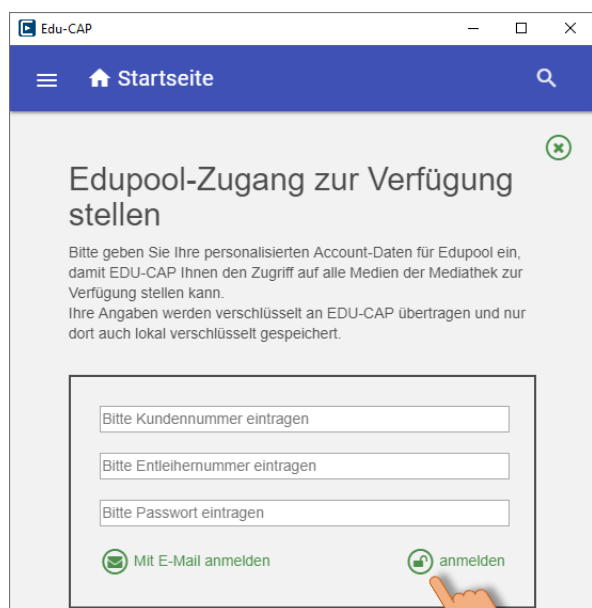 Edu-CAP
Startseite
Edupool-Zugang zur Verfügung
stellen
Bitte geben Sie Ihre personalisierten Account-Daten für Edupool ein,
damit EDU-CAP Ihnen den Zugriff auf alle Medien der Mediathek zur
Verfügung stellen kann.
Ihre Angaben werden verschlüsselt an EDU-CAP übertragen und nur
dort auch lokal verschlüsselt gespeichert.
Bitte Kundennummer eintragen
Bitte Entleihernummer eintragen
Bitte Passwort eintragen
Mit E-Mail anmelden anmelden